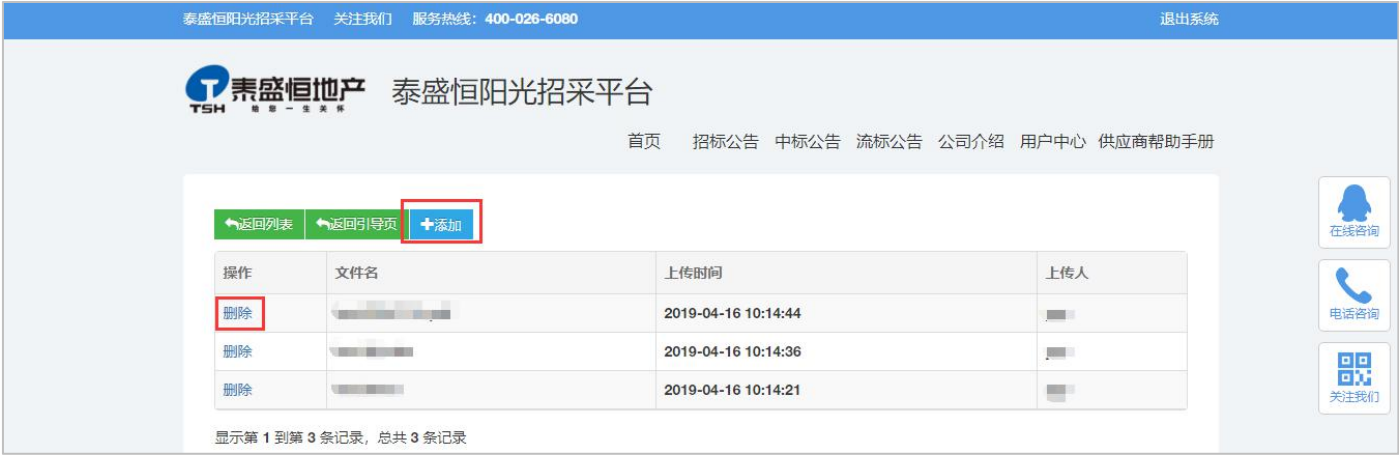 泰盛恒阳光招采平台 关注我们 服务热线：400-026-6080 退出系统
泰盛恒地产 泰盛恒阳光招采平台
TSH 给您一生关怀
首页 招标公告 中标公告 流标公告 公司介绍 用户中心 供应商帮助手册
返回列表 返回引导页 添加
操作 文件名 上传时间 上传人
删除 2019-04-16 10:14:44
删除 2019-04-16 10:14:36
删除 2019-04-16 10:14:21
显示第 1 到第 3 条记录，总共 3 条记录
在线咨询
电话咨询
关注我们